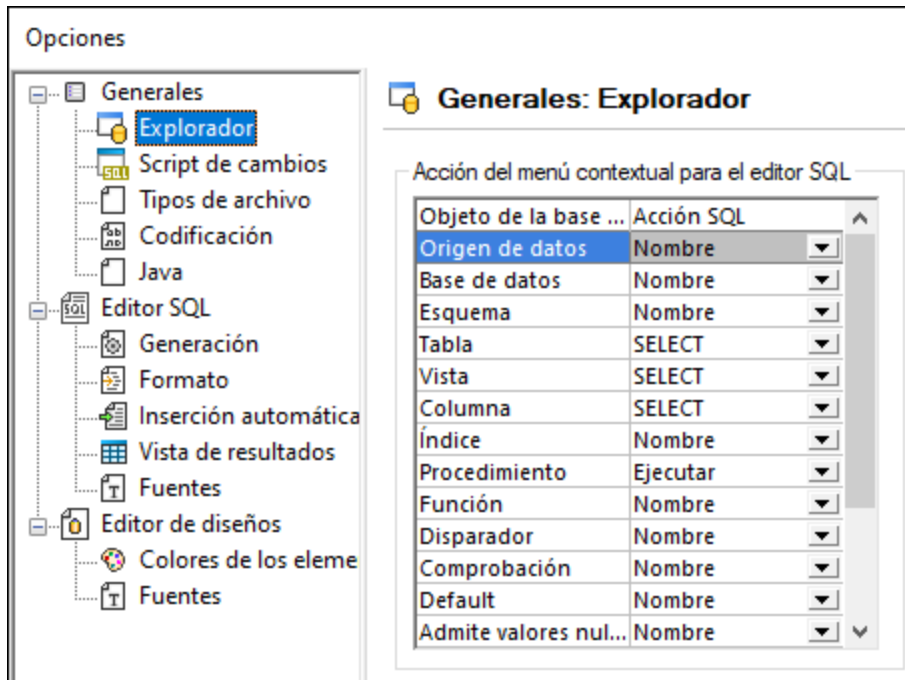 Opciones
Generales
Explorador
Script de cambios
Tipos de archivo
Codificación
Java
Editor SQL
Generación
Formato
Inserción automática
Vista de resultados
Fuentes
Editor de diseños
Colores de los eleme
Fuentes
Generales: Explorador
Acción del menú contextual para el editor SQL
Objeto de la base ... Acción SQL
Origen de datos Nombre
Base de datos Nombre
Esquema Nombre
Tabla SELECT
Vista SELECT
Columna SELECT
Índice Nombre
Procedimiento Ejecutar
Función Nombre
Disparador Nombre
Comprobación Nombre
Default Nombre
Admite valores nul... Nombre